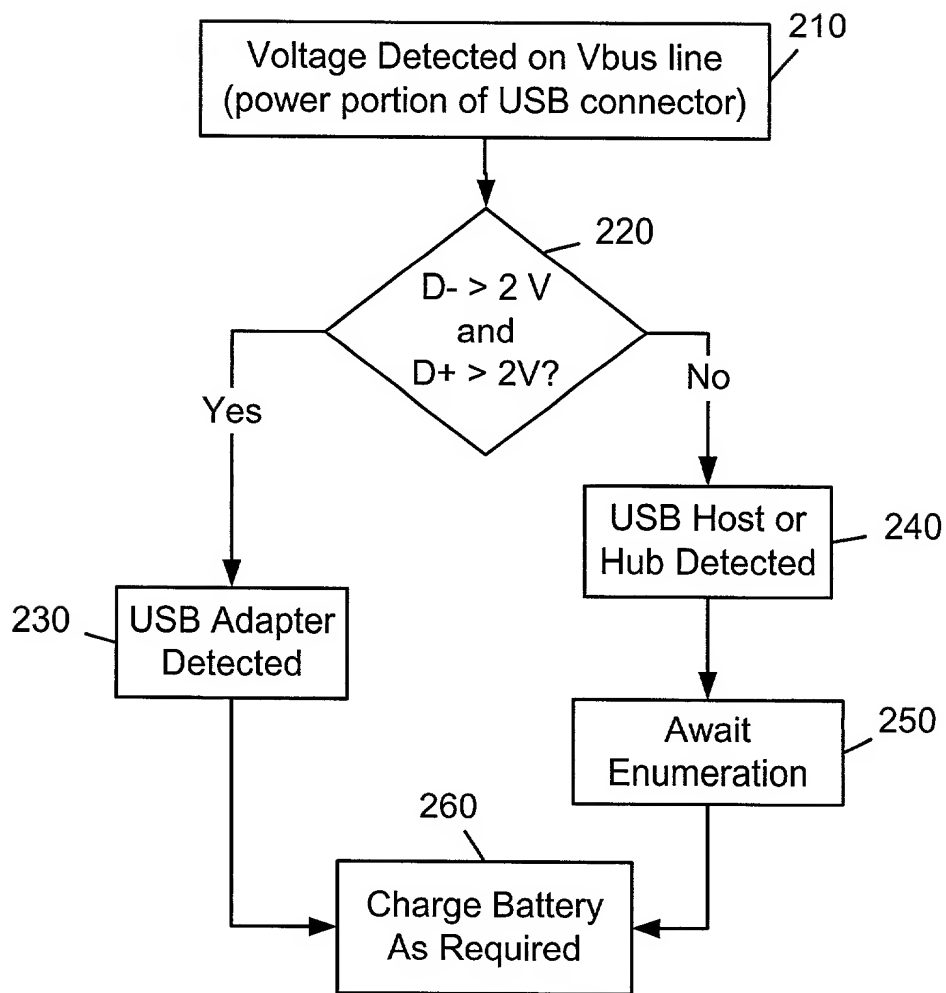 210
Voltage Detected on Vbus line
(power portion of USB connector)
220
D- > 2 V
and
D+ > 2V?
Yes
No
USB Host or
Hub Detected
240
230
USB Adapter
Detected
Await
Enumeration
250
260
Charge Battery
As Required